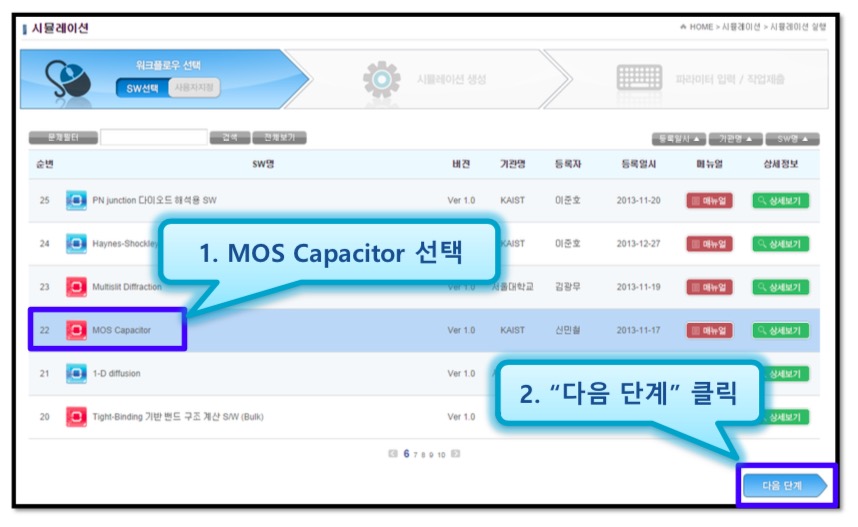 시뮬레이션
HOME > 시뮬레이션 > 시뮬레이션 실행
워크플로우 선택
SW선택 사용자지정
시뮬레이션 생성
파라미터 입력 / 작업제출
문제필터 검색 전체보기 등록일시 ▲ 기관명 ▲ SW명 ▲
순번 SW명 버전 기관명 등록자 등록일시 매뉴얼 상세정보
25 PN junction 다이오드 해석용 SW Ver 1.0 KAIST 이준호 2013-11-20 매뉴얼 상세보기
24 Haynes-Shockley KAIST 이준호 2013-12-27 매뉴얼 상세보기
1. MOS Capacitor 선택
23 Multislit Diffraction Ver 1.0 서울대학교 김광무 2013-11-19 매뉴얼 상세보기
22 MOS Capacitor Ver 1.0 KAIST 신민철 2013-11-17 매뉴얼 상세보기
21 1-D diffusion Ver 1.0 상세보기
2. “다음 단계” 클릭
20 Tight-Binding 기반 밴드 구조 계산 S/W (Bulk) Ver 1.0 상세보기
6 7 8 9 10
다음 단계